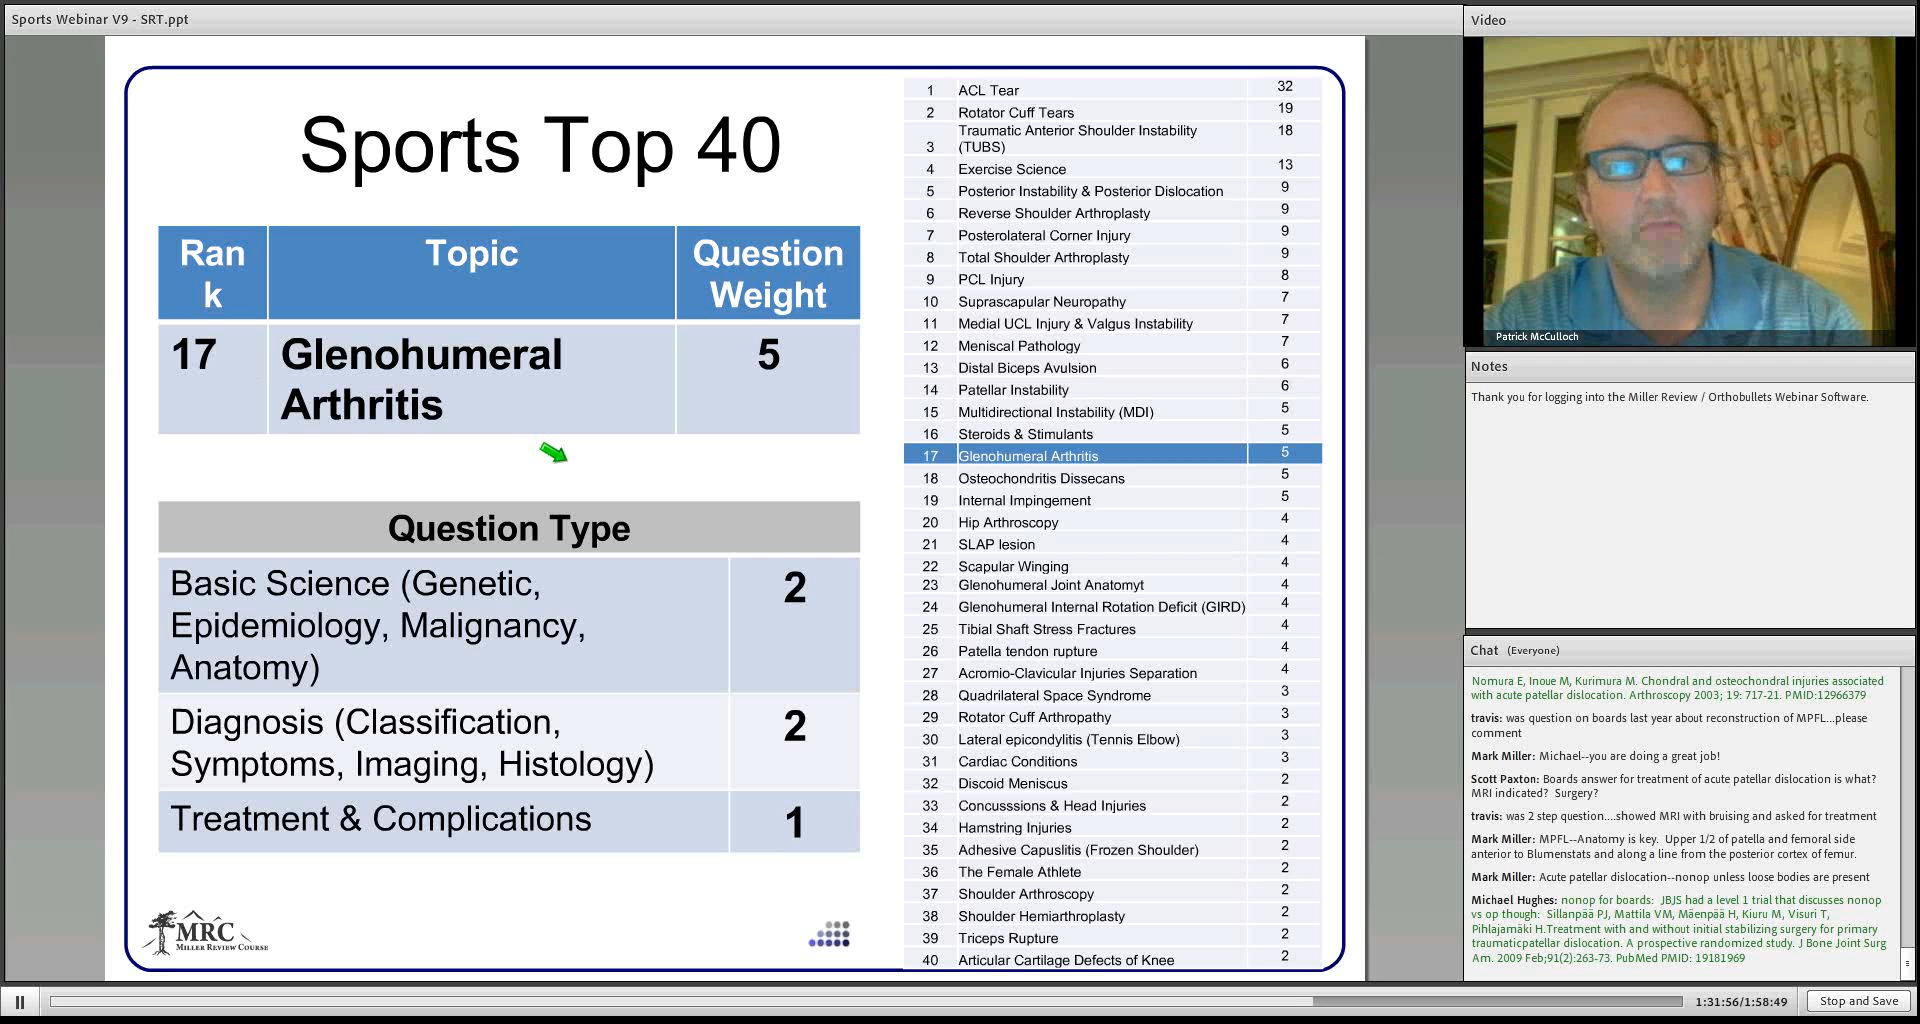 Sports Webinar V9 - SRT.ppt
Sports Top 40
Ran
k
Topic
Question
Weight
17
Glenohumeral
Arthritis
5
Question Type
Basic Science (Genetic,
Epidemiology, Malignancy,
Anatomy)
2
Diagnosis (Classification,
Symptoms, Imaging, Histology)
2
Treatment & Complications
1
MRC
MILLER REVIEW COURSE
1 ACL Tear 32
2 Rotator Cuff Tears 19
Traumatic Anterior Shoulder Instability 18
3 (TUBS)
4 Exercise Science 13
5 Posterior Instability & Posterior Dislocation 9
6 Reverse Shoulder Arthroplasty 9
7 Posterolateral Corner Injury 9
8 Total Shoulder Arthroplasty 9
9 PCL Injury 8
10 Suprascapular Neuropathy 7
11 Medial UCL Injury & Valgus Instability 7
12 Meniscal Pathology 7
13 Distal Biceps Avulsion 6
14 Patellar Instability 6
15 Multidirectional Instability (MDI) 5
16 Steroids & Stimulants 5
17 Glenohumeral Arthritis 5
18 Osteochondritis Dissecans 5
19 Internal Impingement 5
20 Hip Arthroscopy 4
21 SLAP lesion 4
22 Scapular Winging 4
23 Glenohumeral Joint Anatomyt 4
24 Glenohumeral Internal Rotation Deficit (GIRD) 4
25 Tibial Shaft Stress Fractures 4
26 Patella tendon rupture 4
27 Acromio-Clavicular Injuries Separation 4
28 Quadrilateral Space Syndrome 3
29 Rotator Cuff Arthropathy 3
30 Lateral epicondylitis (Tennis Elbow) 3
31 Cardiac Conditions 3
32 Discoid Meniscus 2
33 Concusssions & Head Injuries 2
34 Hamstring Injuries 2
35 Adhesive Capuslitis (Frozen Shoulder) 2
36 The Female Athlete 2
37 Shoulder Arthroscopy 2
38 Shoulder Hemiarthroplasty 2
39 Triceps Rupture 2
40 Articular Cartilage Defects of Knee 2
Video
Patrick McCulloch
Notes
Thank you for logging into the Miller Review / Orthobullets Webinar Software.
Chat (Everyone)
Nomura E, Inoue M, Kurimura M. Chondral and osteochondral injuries associated
with acute patellar dislocation. Arthroscopy 2003; 19: 717-21. PMID:12966379
travis: was question on boards last year about reconstruction of MPFL...please
comment
Mark Miller: Michael--you are doing a great job!
Scott Paxton: Boards answer for treatment of acute patellar dislocation is what?
MRI indicated? Surgery?
travis: was 2 step question....showed MRI with bruising and asked for treatment
Mark Miller: MPFL--Anatomy is key. Upper 1/2 of patella and femoral side
anterior to Blumenstats and along a line from the posterior cortex of femur.
Mark Miller: Acute patellar dislocation--nonop unless loose bodies are present
Michael Hughes: nonop for boards: JBJS had a level 1 trial that discusses nonop
vs op though: Sillanpää PJ, Mattila VM, Mäenpää H, Kiuru M, Visuri T,
Pihlajamäki H.Treatment with and without initial stabilizing surgery for primary
traumaticpatellar dislocation. A prospective randomized study. J Bone Joint Surg
Am. 2009 Feb;91(2):263-73. PubMed PMID: 19181969
1:31:56/1:58:49
Stop and Save